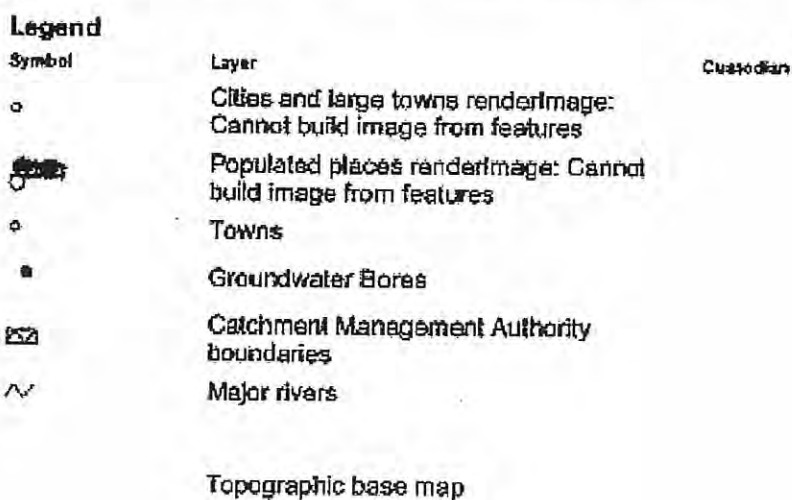 Legend
Symbol Layer Custodian
Cities and large towns renderImage:
Cannot build image from features
Populated places renderImage: Cannot
build image from features
Towns
Groundwater Bores
Catchment Management Authority
boundaries
Major rivers
Topographic base map